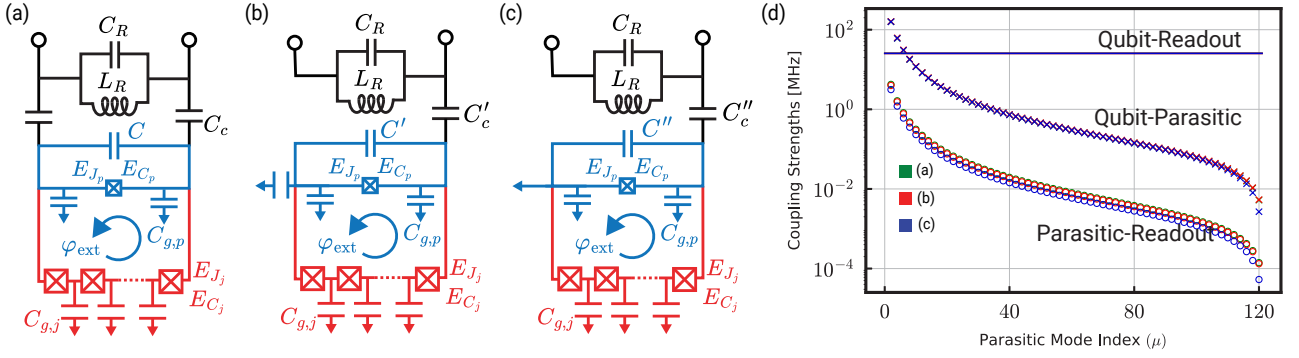 (a)
C_R
L_R
C_c
C
E_{J_p} E_{C_p}
φ_ext
C_{g,p}
E_{J_j}
E_{C_j}
C_{g,j}
(b)
C_R
L_R
C_c'
C'
E_{J_p} E_{C_p}
φ_ext
C_{g,p}
E_{J_j}
E_{C_j}
C_{g,j}
(c)
C_R
L_R
C_c''
C''
E_{J_p} E_{C_p}
φ_ext
C_{g,p}
E_{J_j}
E_{C_j}
C_{g,j}
(d)
Coupling Strengths [MHz]
10^2
10^0
10^{-2}
10^{-4}
Qubit-Readout
Qubit-Parasitic
(a)
(b)
(c)
Parasitic-Readout
0 40 80 120
Parasitic Mode Index (μ)